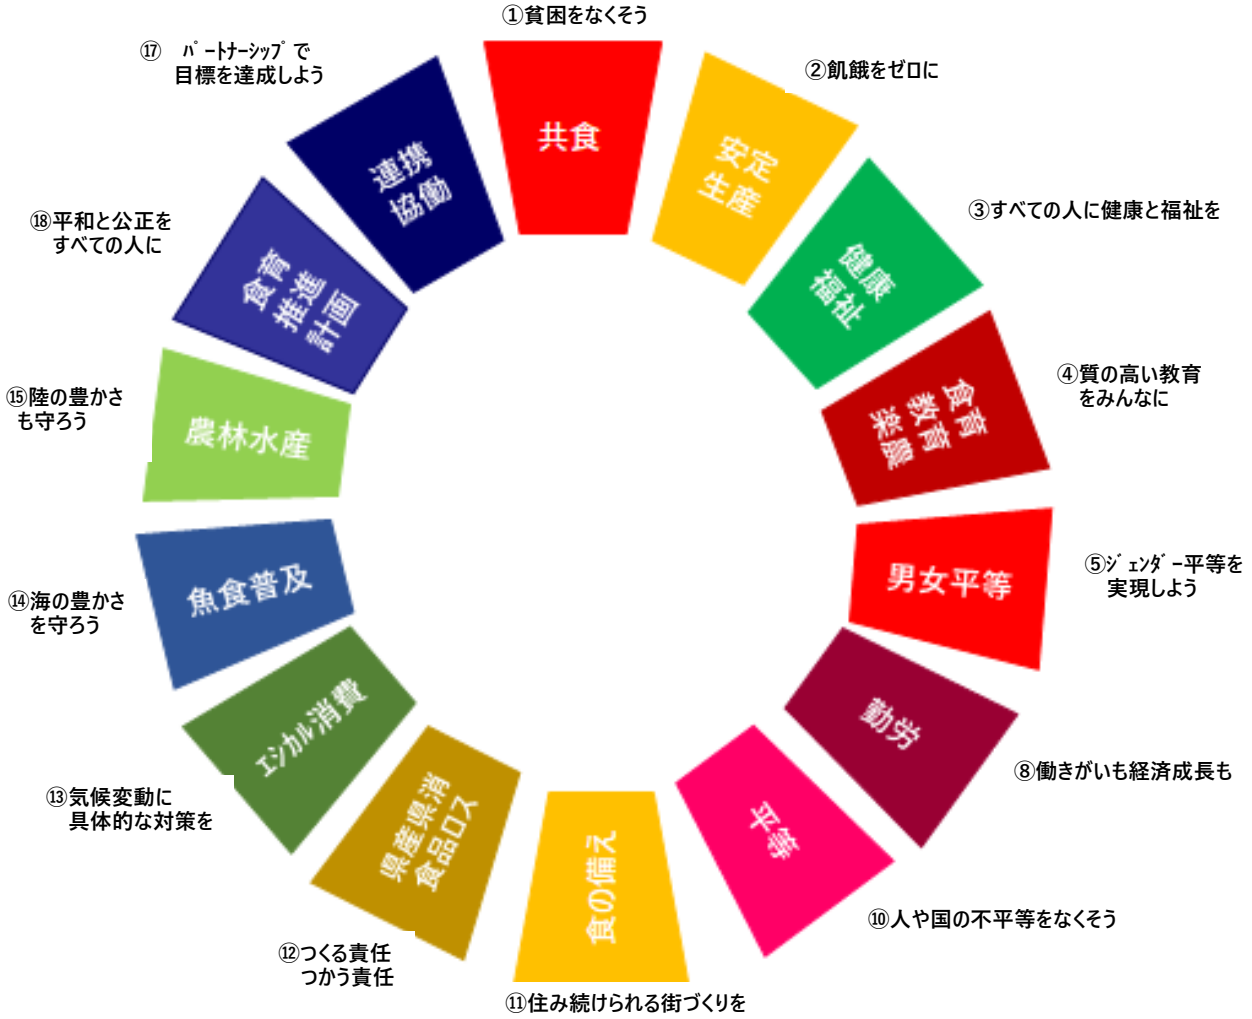 ①貧困をなくそう
共食
②飢餓をゼロに
安定
生産
③すべての人に健康と福祉を
健康
福祉
④質の高い教育
をみんなに
食育
教育
楽農
⑤ジェンダー平等を
実現しよう
男女平等
⑧働きがいも経済成長も
勤労
⑩人や国の不平等をなくそう
平等
⑪住み続けられる街づくりを
食の備え
⑫つくる責任
つかう責任
県産県消
食品ロス
⑬気候変動に
具体的な対策を
エシカル消費
⑭海の豊かさ
を守ろう
魚食普及
⑮陸の豊かさ
も守ろう
農林水産
⑱平和と公正を
すべての人に
食育
推進
計画
⑰ パートナーシップで
目標を達成しよう
連携
協働